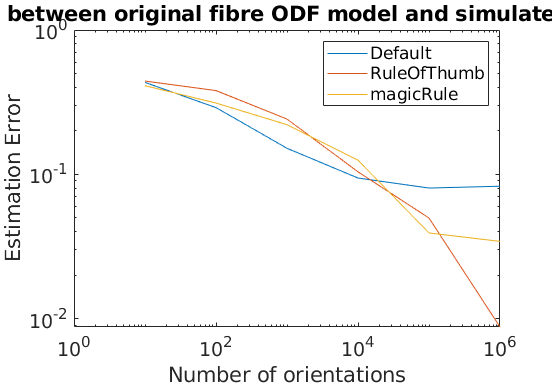 between original fibre ODF model and simulate
10^0
10^-1
10^-2
Estimation Error
Default
RuleOfThumb
magicRule
10^0 10^2 10^4 10^6
Number of orientations